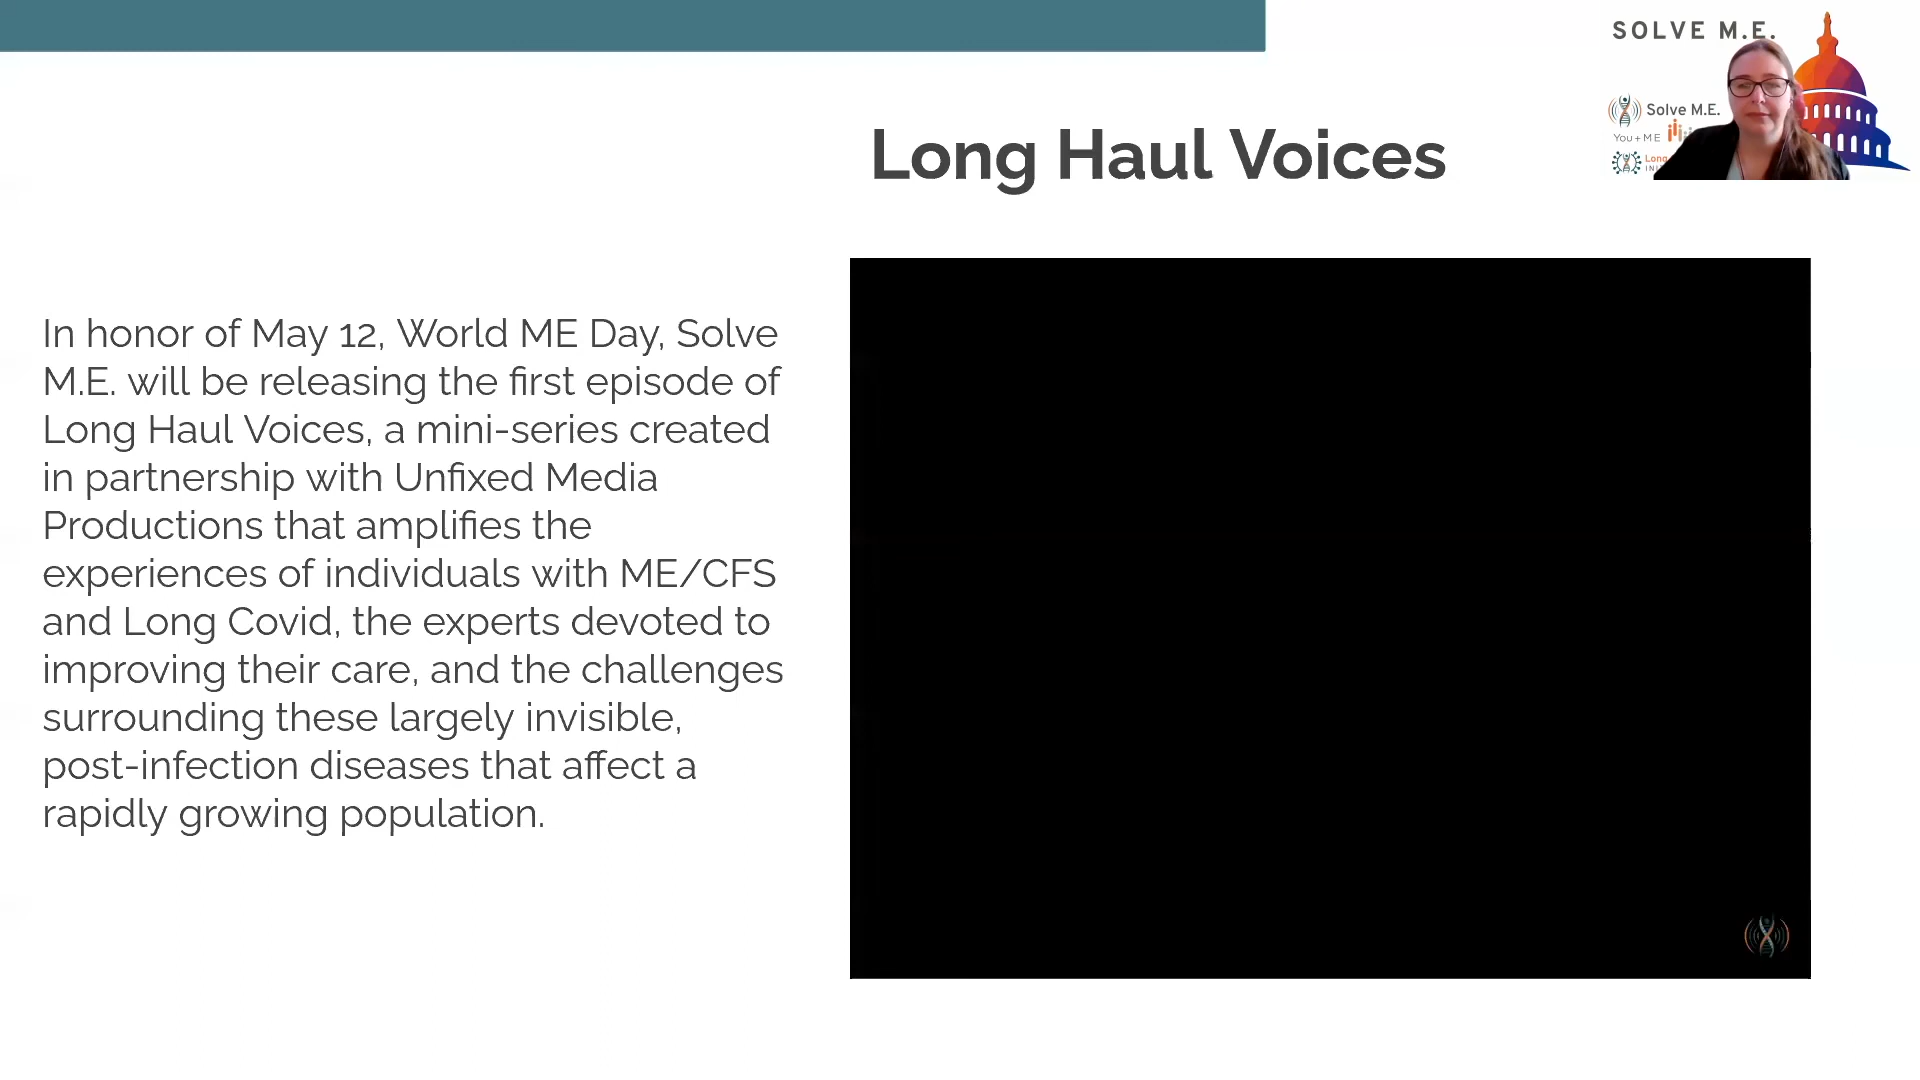 SOLVE M.E.
Solve M.E.
You+ME
Long
Long Haul Voices
In honor of May 12, World ME Day, Solve
M.E. will be releasing the first episode of
Long Haul Voices, a mini-series created
in partnership with Unfixed Media
Productions that amplifies the
experiences of individuals with ME/CFS
and Long Covid, the experts devoted to
improving their care, and the challenges
surrounding these largely invisible,
post-infection diseases that affect a
rapidly growing population.